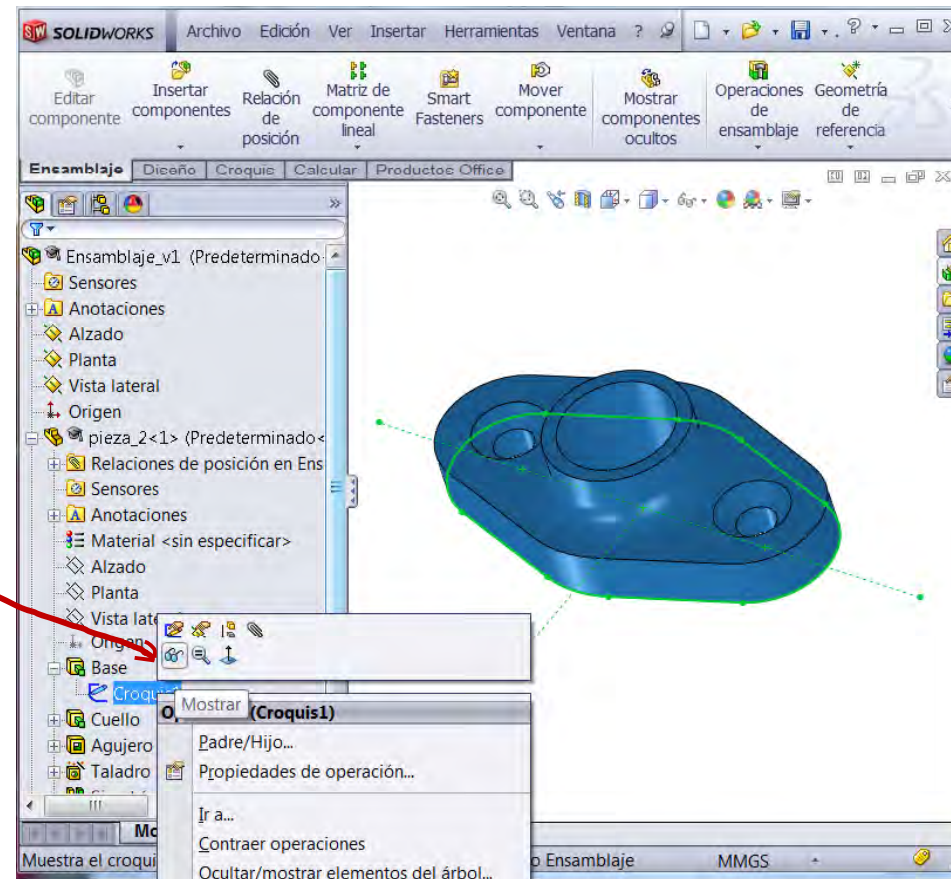 SW SOLIDWORKS Archivo Edición Ver Insertar Herramientas Ventana ?
Editar componente
Insertar componentes
Relación de posición
Matriz de componente lineal
Smart Fasteners
Mover componente
Mostrar componentes ocultos
Operaciones de ensamblaje
Geometría de referencia
Ensamblaje Diseño Croquis Calcular Productos Office
Ensamblaje_v1 (Predeterminado
Sensores
A Anotaciones
Alzado
Planta
Vista lateral
Origen
pieza_2<1> (Predeterminado<
Relaciones de posición en Ens
Sensores
A Anotaciones
Material <sin especificar>
Alzado
Planta
Vista late
Origen
Base
Croquis1
Mostrar
(Croquis1)
Cuello
Padre/Hijo...
Agujero
Taladro
Propiedades de operación...
Ir a...
Mo
Contraer operaciones
Muestra el croqui
o Ensamblaje
MMGS
Ocultar/mostrar elementos del árbol...